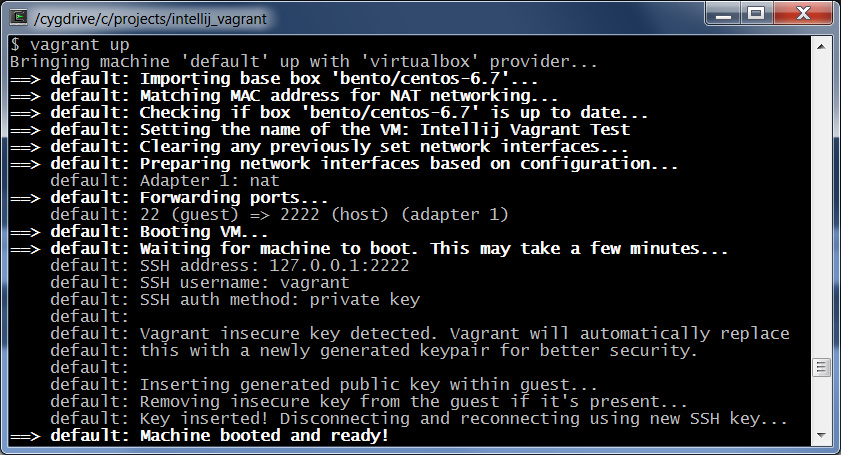 /cygdrive/c/projects/intellij_vagrant
$ vagrant up
Bringing machine 'default' up with 'virtualbox' provider...
==> default: Importing base box 'bento/centos-6.7'...
==> default: Matching MAC address for NAT networking...
==> default: Checking if box 'bento/centos-6.7' is up to date...
==> default: Setting the name of the VM: Intellij Vagrant Test
==> default: Clearing any previously set network interfaces...
==> default: Preparing network interfaces based on configuration...
    default: Adapter 1: nat
==> default: Forwarding ports...
    default: 22 (guest) => 2222 (host) (adapter 1)
==> default: Booting VM...
==> default: Waiting for machine to boot. This may take a few minutes...
    default: SSH address: 127.0.0.1:2222
    default: SSH username: vagrant
    default: SSH auth method: private key
    default:
    default: Vagrant insecure key detected. Vagrant will automatically replace
    default: this with a newly generated keypair for better security.
    default:
    default: Inserting generated public key within guest...
    default: Removing insecure key from the guest if it's present...
    default: Key inserted! Disconnecting and reconnecting using new SSH key...
==> default: Machine booted and ready!